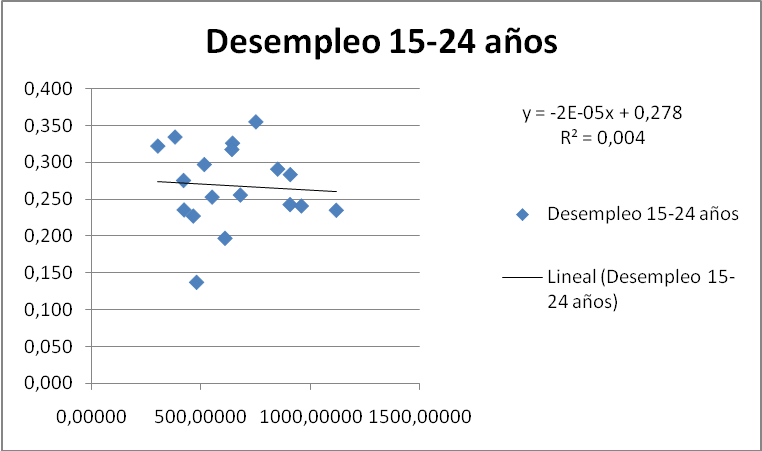 Desempleo 15-24 años
0,400
0,350
0,300
0,250
0,200
0,150
0,100
0,050
0,000
0,00000 500,00000 1000,00000 1500,00000
y = -2E-05x + 0,278
R² = 0,004
Desempleo 15-24 años
Lineal (Desempleo 15-
24 años)